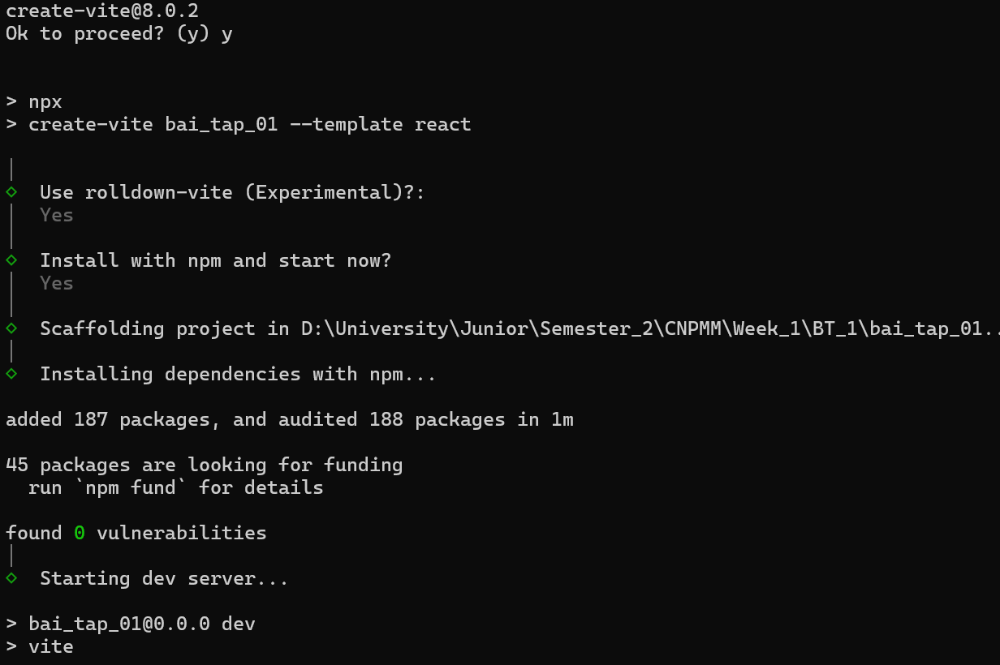 create-vite@8.0.2
Ok to proceed? (y) y
> npx
> create-vite bai_tap_01 --template react
Use rolldown-vite (Experimental)?:
Yes
Install with npm and start now?
Yes
Scaffolding project in D:\University\Junior\Semester_2\CNPMM\Week_1\BT_1\bai_tap_01..
Installing dependencies with npm...
added 187 packages, and audited 188 packages in 1m
45 packages are looking for funding
run `npm fund` for details
found 0 vulnerabilities
Starting dev server...
> bai_tap_01@0.0.0 dev
> vite